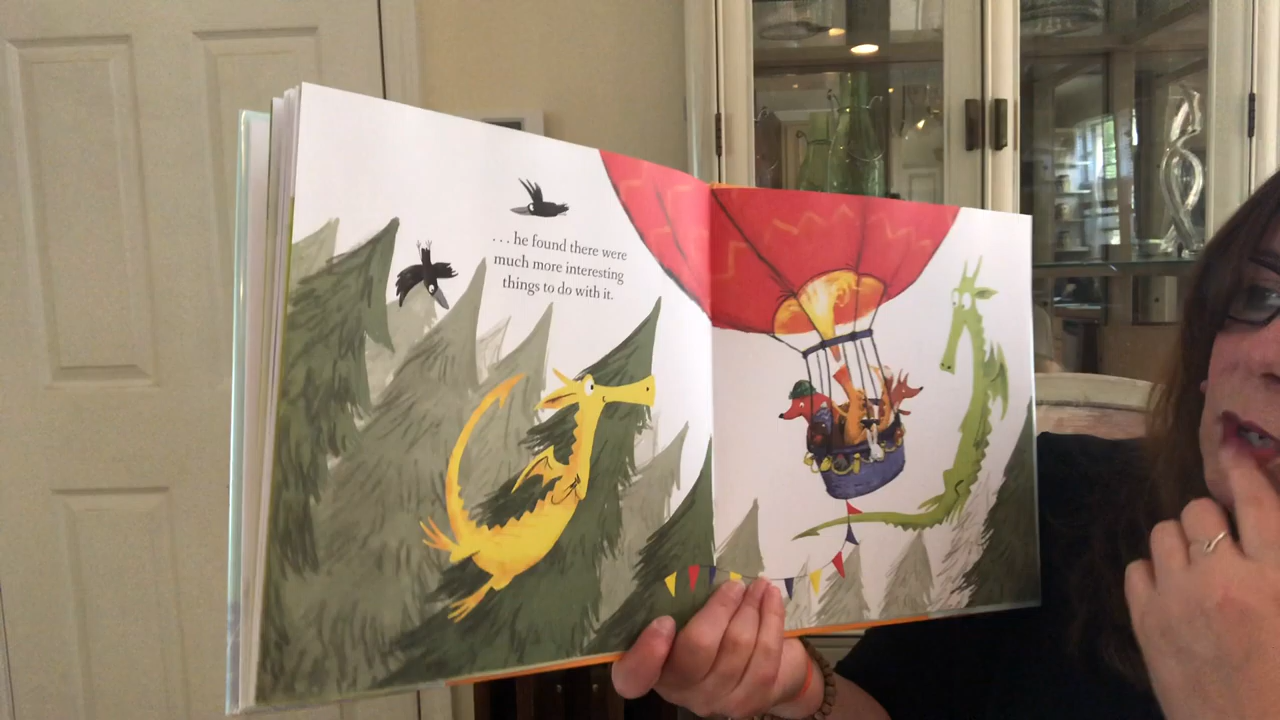 . . . he found there were
much more interesting
things to do with it.